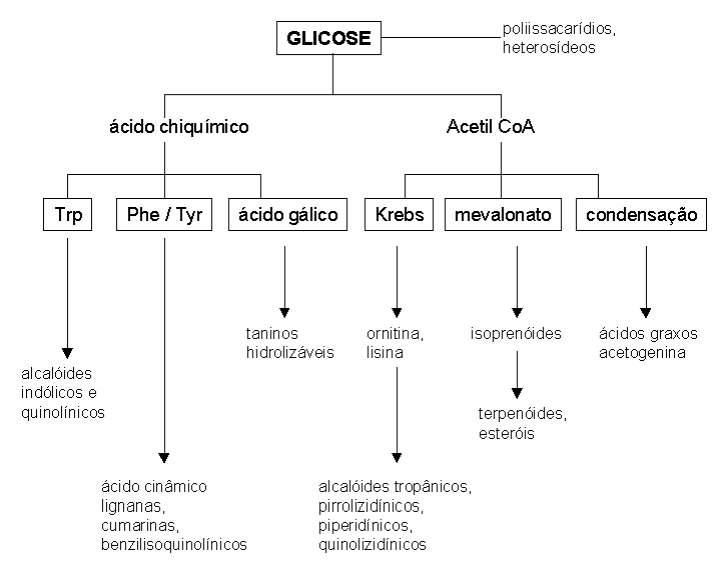 GLICOSE
poliissacarídios,
heterosídeos
ácido chiquímico
Acetil CoA
Trp
Phe / Tyr
ácido gálico
Krebs
mevalonato
condensação
taninos
hidrolizáveis
ornitina,
lisina
isoprenóides
ácidos graxos
acetogenina
alcalóides
indólicos e
quinolínicos
terpenóides,
esteróis
ácido cinâmico
lignanas,
cumarinas,
benzilisoquinolínicos
alcalóides tropânicos,
pirrolizidínicos,
piperidínicos,
quinolizidínicos